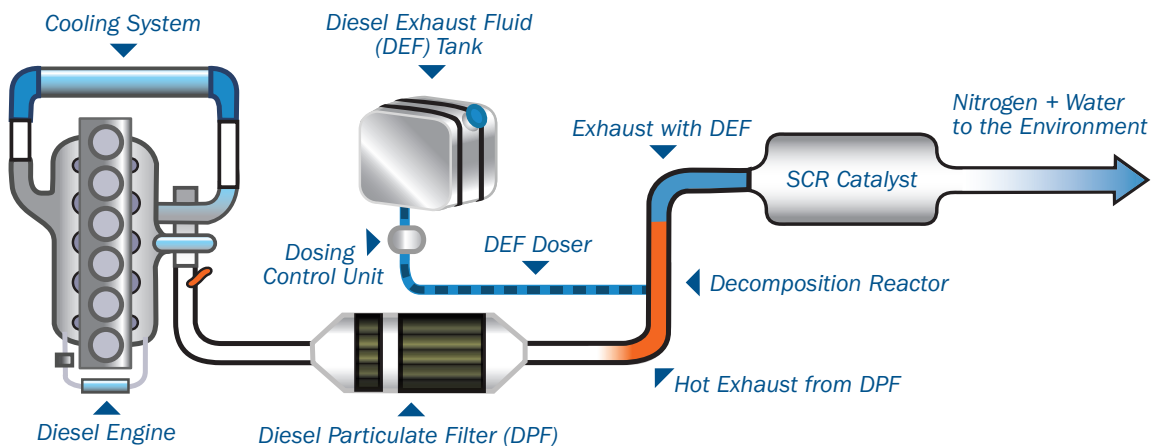 Cooling System
Diesel Exhaust Fluid
(DEF) Tank
Exhaust with DEF
Nitrogen + Water
to the Environment
SCR Catalyst
Dosing
Control Unit
DEF Doser
Decomposition Reactor
Hot Exhaust from DPF
Diesel Engine
Diesel Particulate Filter (DPF)